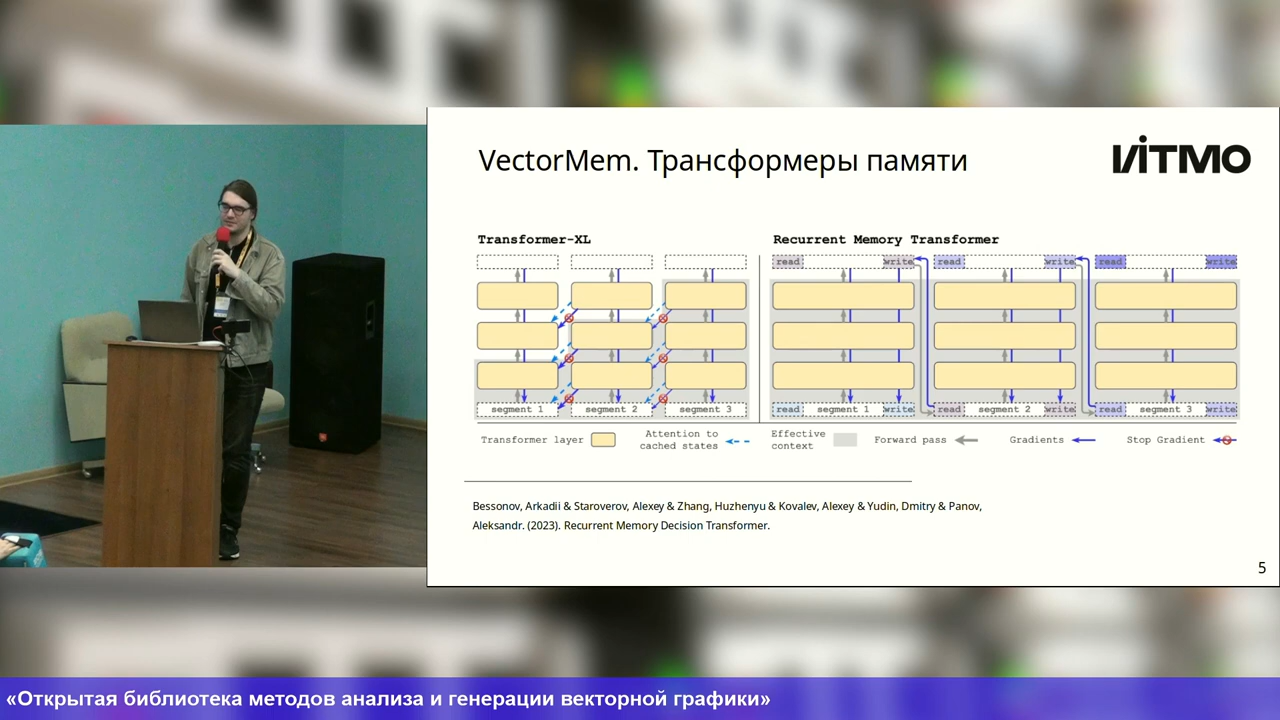 VectorMem. Трансформеры памяти
ITMO
Transformer-XL
Recurrent Memory Transformer
read write read write read write
segment 1 segment 2 segment 3
read segment 1 write read segment 2 write read segment 3 write
Transformer layer
Attention to
cached states
Effective
context
Forward pass
Gradients
Stop Gradient
Bessonov, Arkadii & Staroverov, Alexey & Zhang, Huzhenyu & Kovalev, Alexey & Yudin, Dmitry & Panov,
Aleksandr. (2023). Recurrent Memory Decision Transformer.
5
«Открытая библиотека методов анализа и генерации векторной графики»